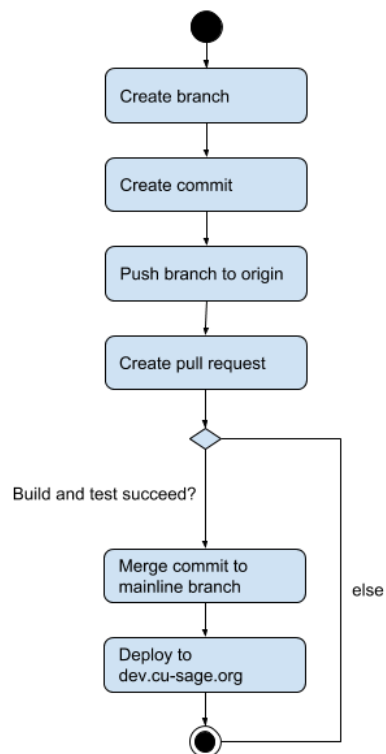 Create branch
Create commit
Push branch to origin
Create pull request
Build and test succeed?
Merge commit to
mainline branch
else
Deploy to
dev.cu-sage.org